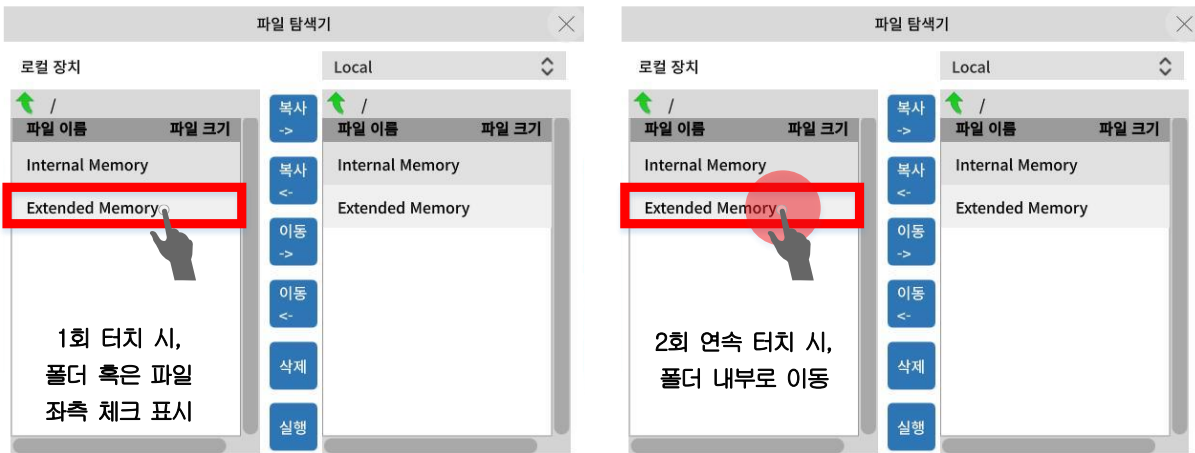 파일 탐색기
로컬 장치 Local
/ /
파일 이름 파일 크기 파일 이름 파일 크기
Internal Memory Internal Memory
Extended Memory Extended Memory
복사
->
복사
<-
이동
->
이동
<-
삭제
실행
1회 터치 시,
폴더 혹은 파일
좌측 체크 표시
파일 탐색기
로컬 장치 Local
/ /
파일 이름 파일 크기 파일 이름 파일 크기
Internal Memory Internal Memory
Extended Memory Extended Memory
복사
->
복사
<-
이동
->
이동
<-
삭제
실행
2회 연속 터치 시,
폴더 내부로 이동